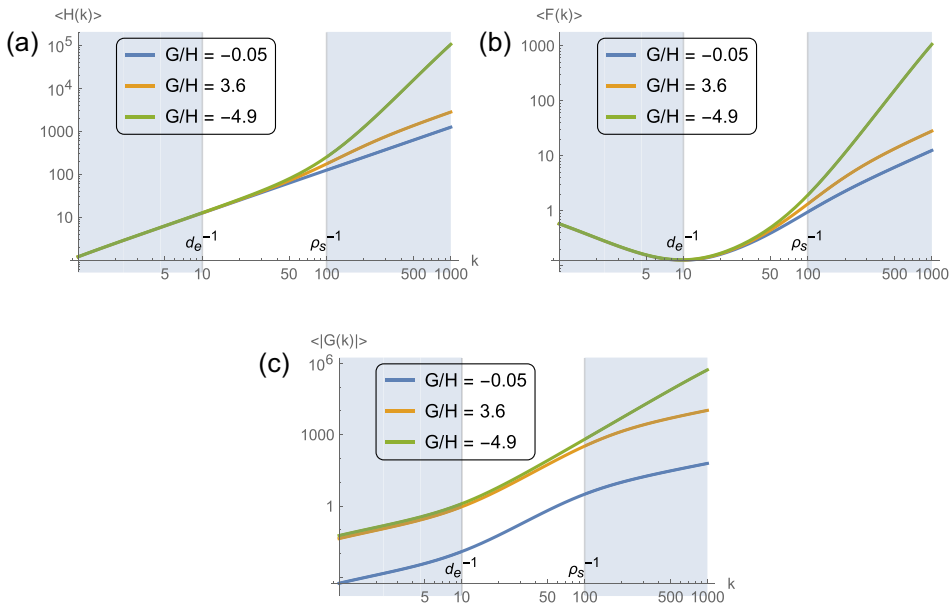 (a)
<H(k)>
10^5
10^4
1000
100
10
G/H = -0.05
G/H = 3.6
G/H = -4.9
d_e^-1
ρ_s^-1
5 10 50 100 500 1000
k
(b)
<F(k)>
1000
100
10
1
G/H = -0.05
G/H = 3.6
G/H = -4.9
d_e^-1
ρ_s^-1
5 10 50 100 500 1000
k
(c)
<|G(k)|>
10^6
1000
1
G/H = -0.05
G/H = 3.6
G/H = -4.9
d_e^-1
ρ_s^-1
5 10 50 100 500 1000
k